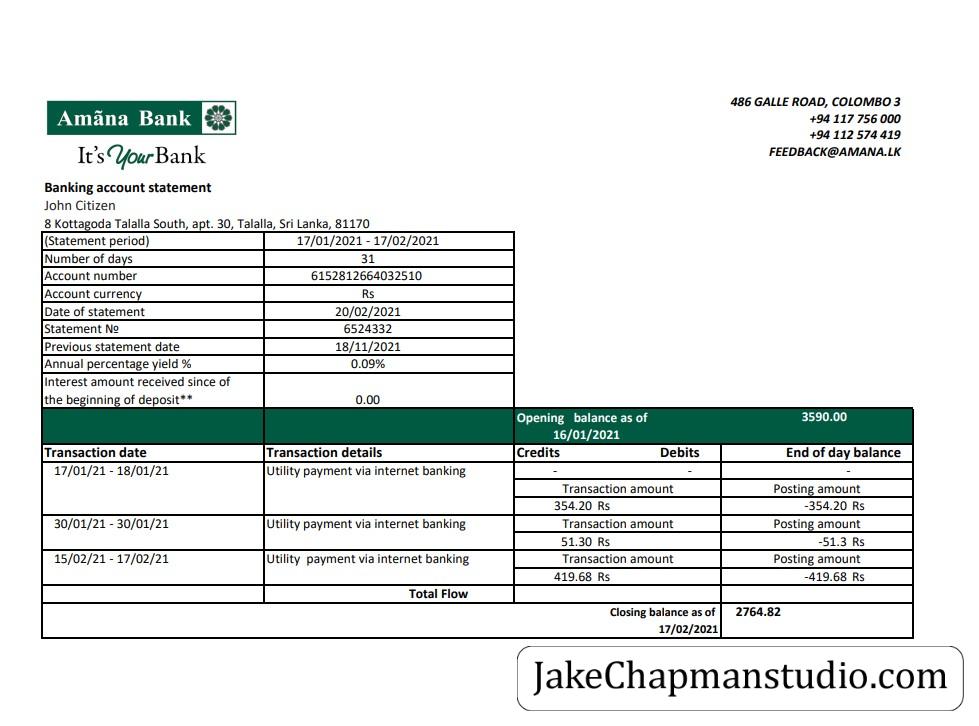 Amãna Bank
It's Your Bank
486 GALLE ROAD, COLOMBO 3
+94 117 756 000
+94 112 574 419
FEEDBACK@AMANA.LK
Banking account statement
John Citizen
8 Kottagoda Talalla South, apt. 30, Talalla, Sri Lanka, 81170
(Statement period) 17/01/2021 - 17/02/2021
Number of days 31
Account number 6152812664032510
Account currency Rs
Date of statement 20/02/2021
Statement № 6524332
Previous statement date 18/11/2021
Annual percentage yield % 0.09%
Interest amount received since of
the beginning of deposit** 0.00
Opening balance as of 3590.00
16/01/2021
Transaction date Transaction details Credits Debits End of day balance
17/01/21 - 18/01/21 Utility payment via internet banking - - -
Transaction amount Posting amount
354.20 Rs -354.20 Rs
30/01/21 - 30/01/21 Utility payment via internet banking Transaction amount Posting amount
51.30 Rs -51.3 Rs
15/02/21 - 17/02/21 Utility payment via internet banking Transaction amount Posting amount
419.68 Rs -419.68 Rs
Total Flow
Closing balance as of 2764.82
17/02/2021
JakeChapmanstudio.com